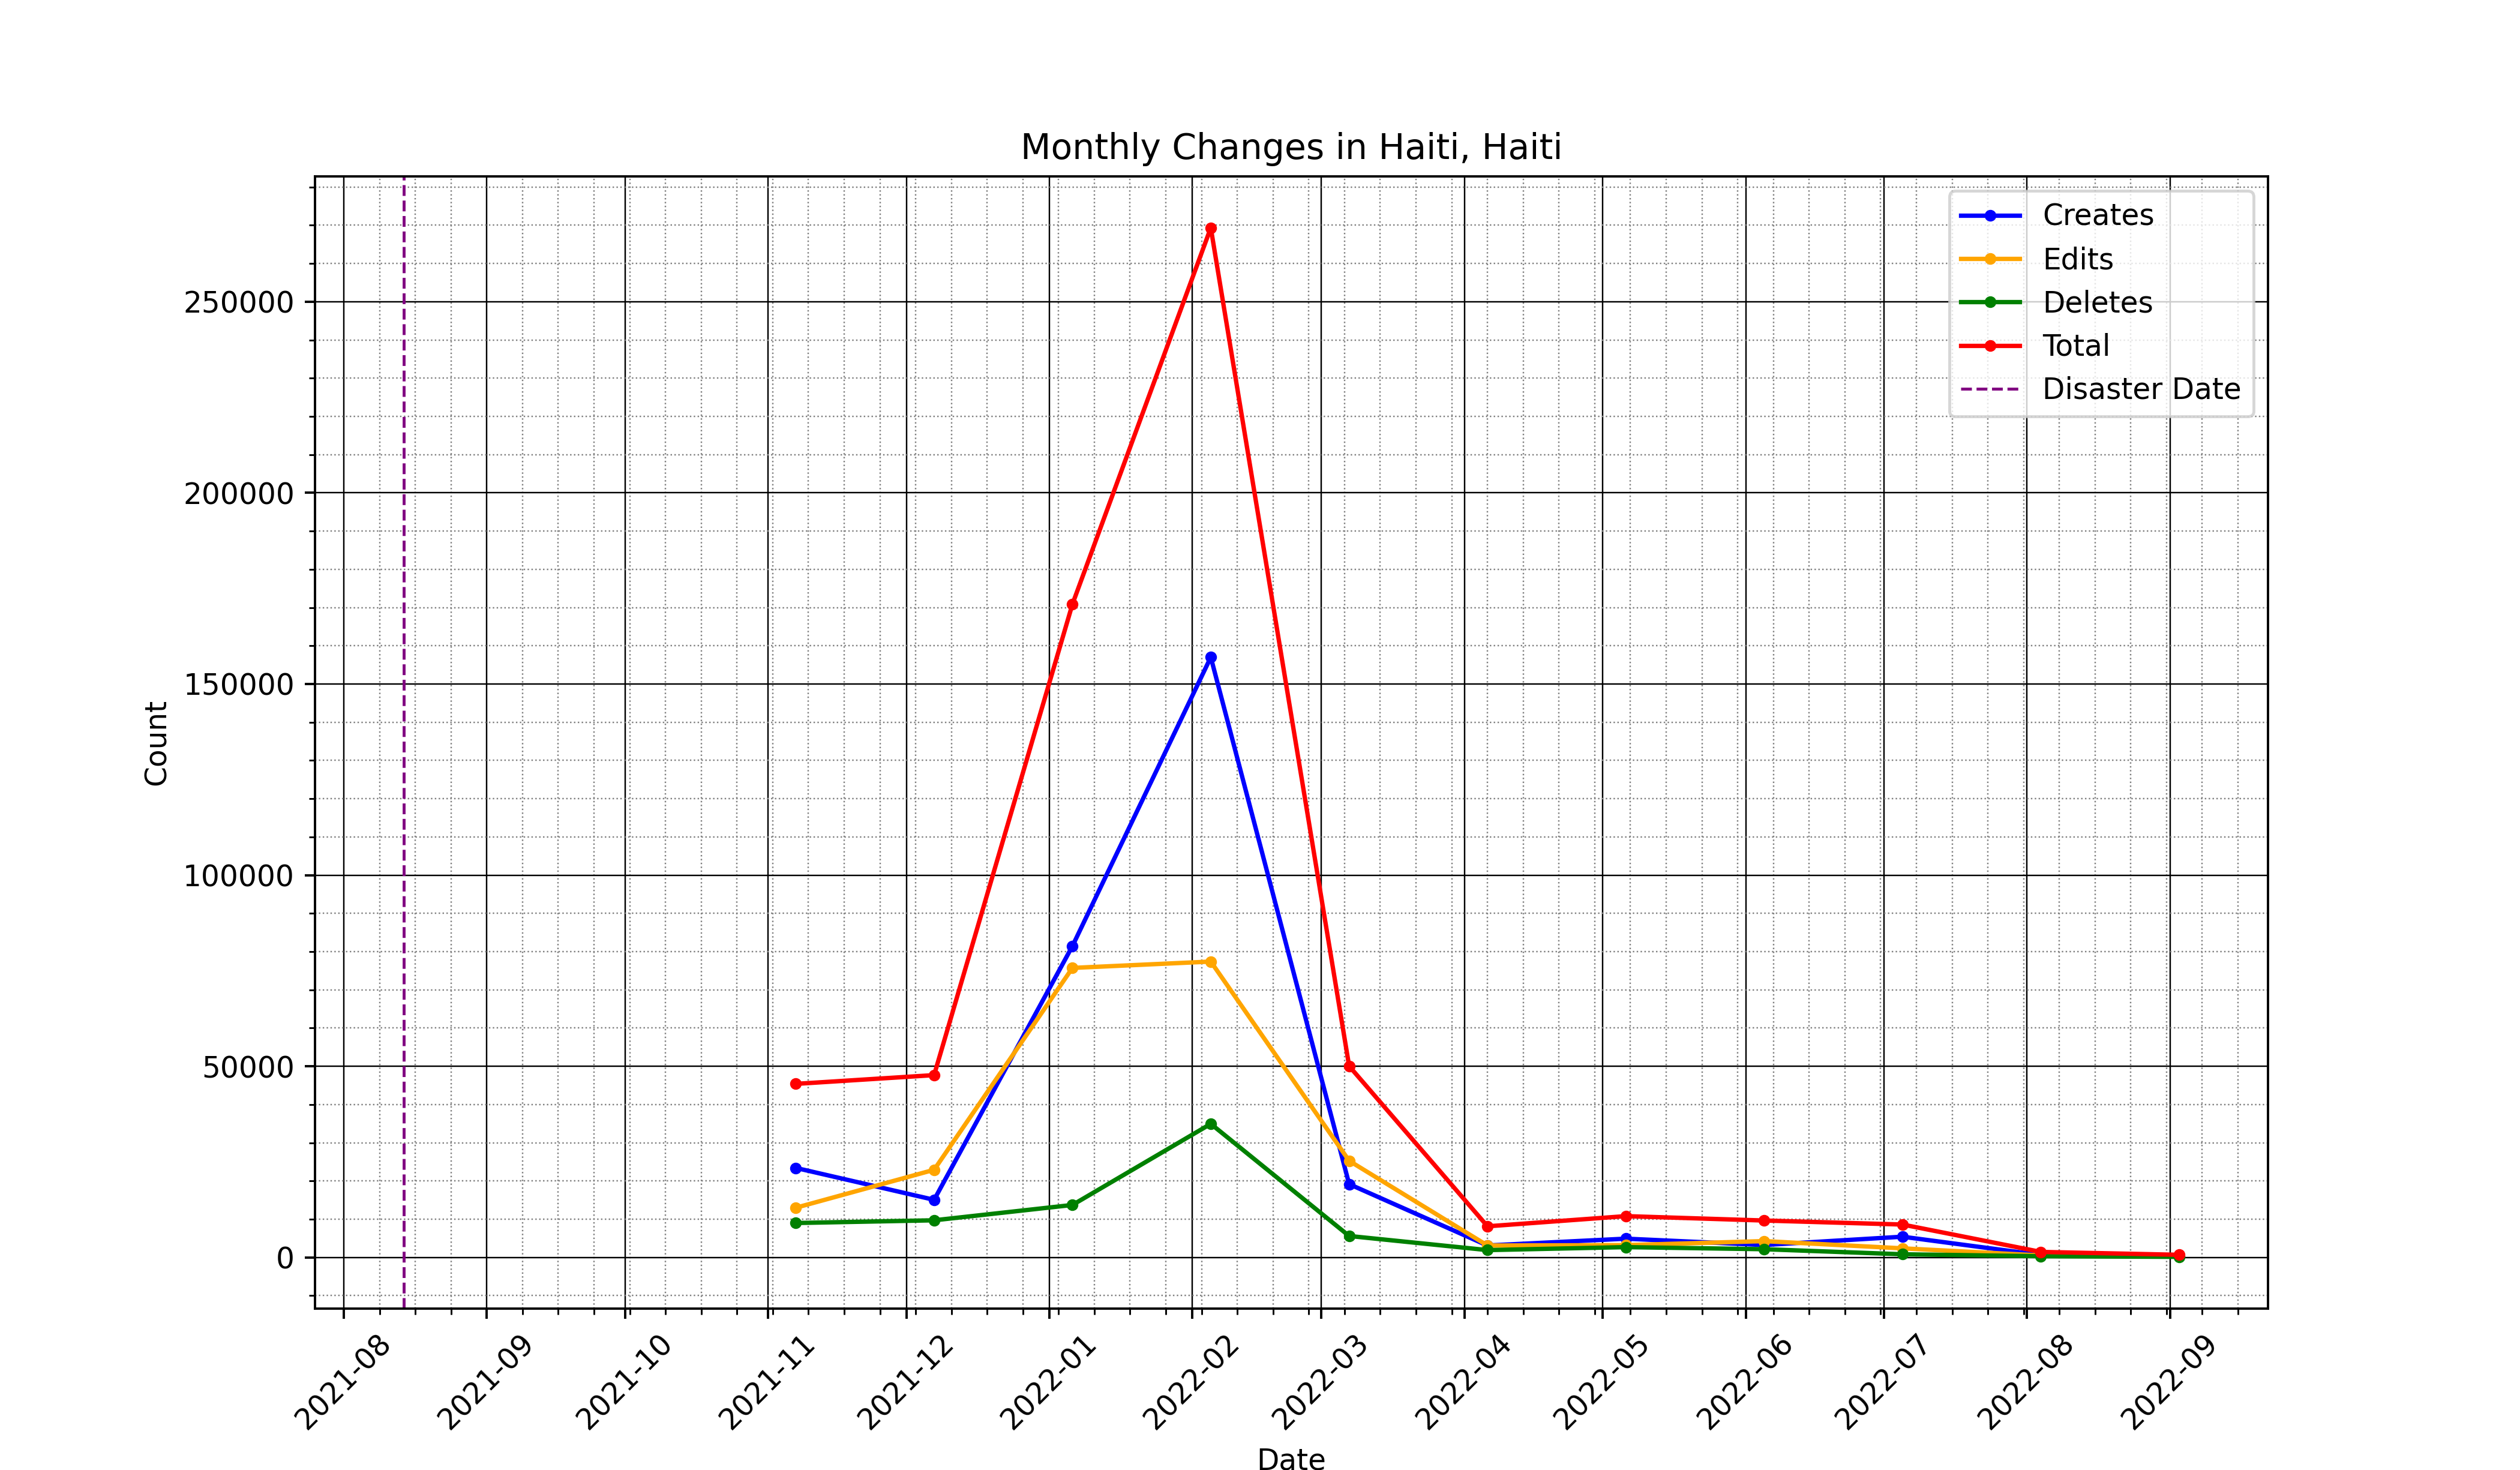 Monthly Changes in Haiti, Haiti
Creates
Edits
Deletes
Total
Disaster Date
Count
250000
200000
150000
100000
50000
0
2021-08
2021-09
2021-10
2021-11
2021-12
2022-01
2022-02
2022-03
2022-04
2022-05
2022-06
2022-07
2022-08
2022-09
Date